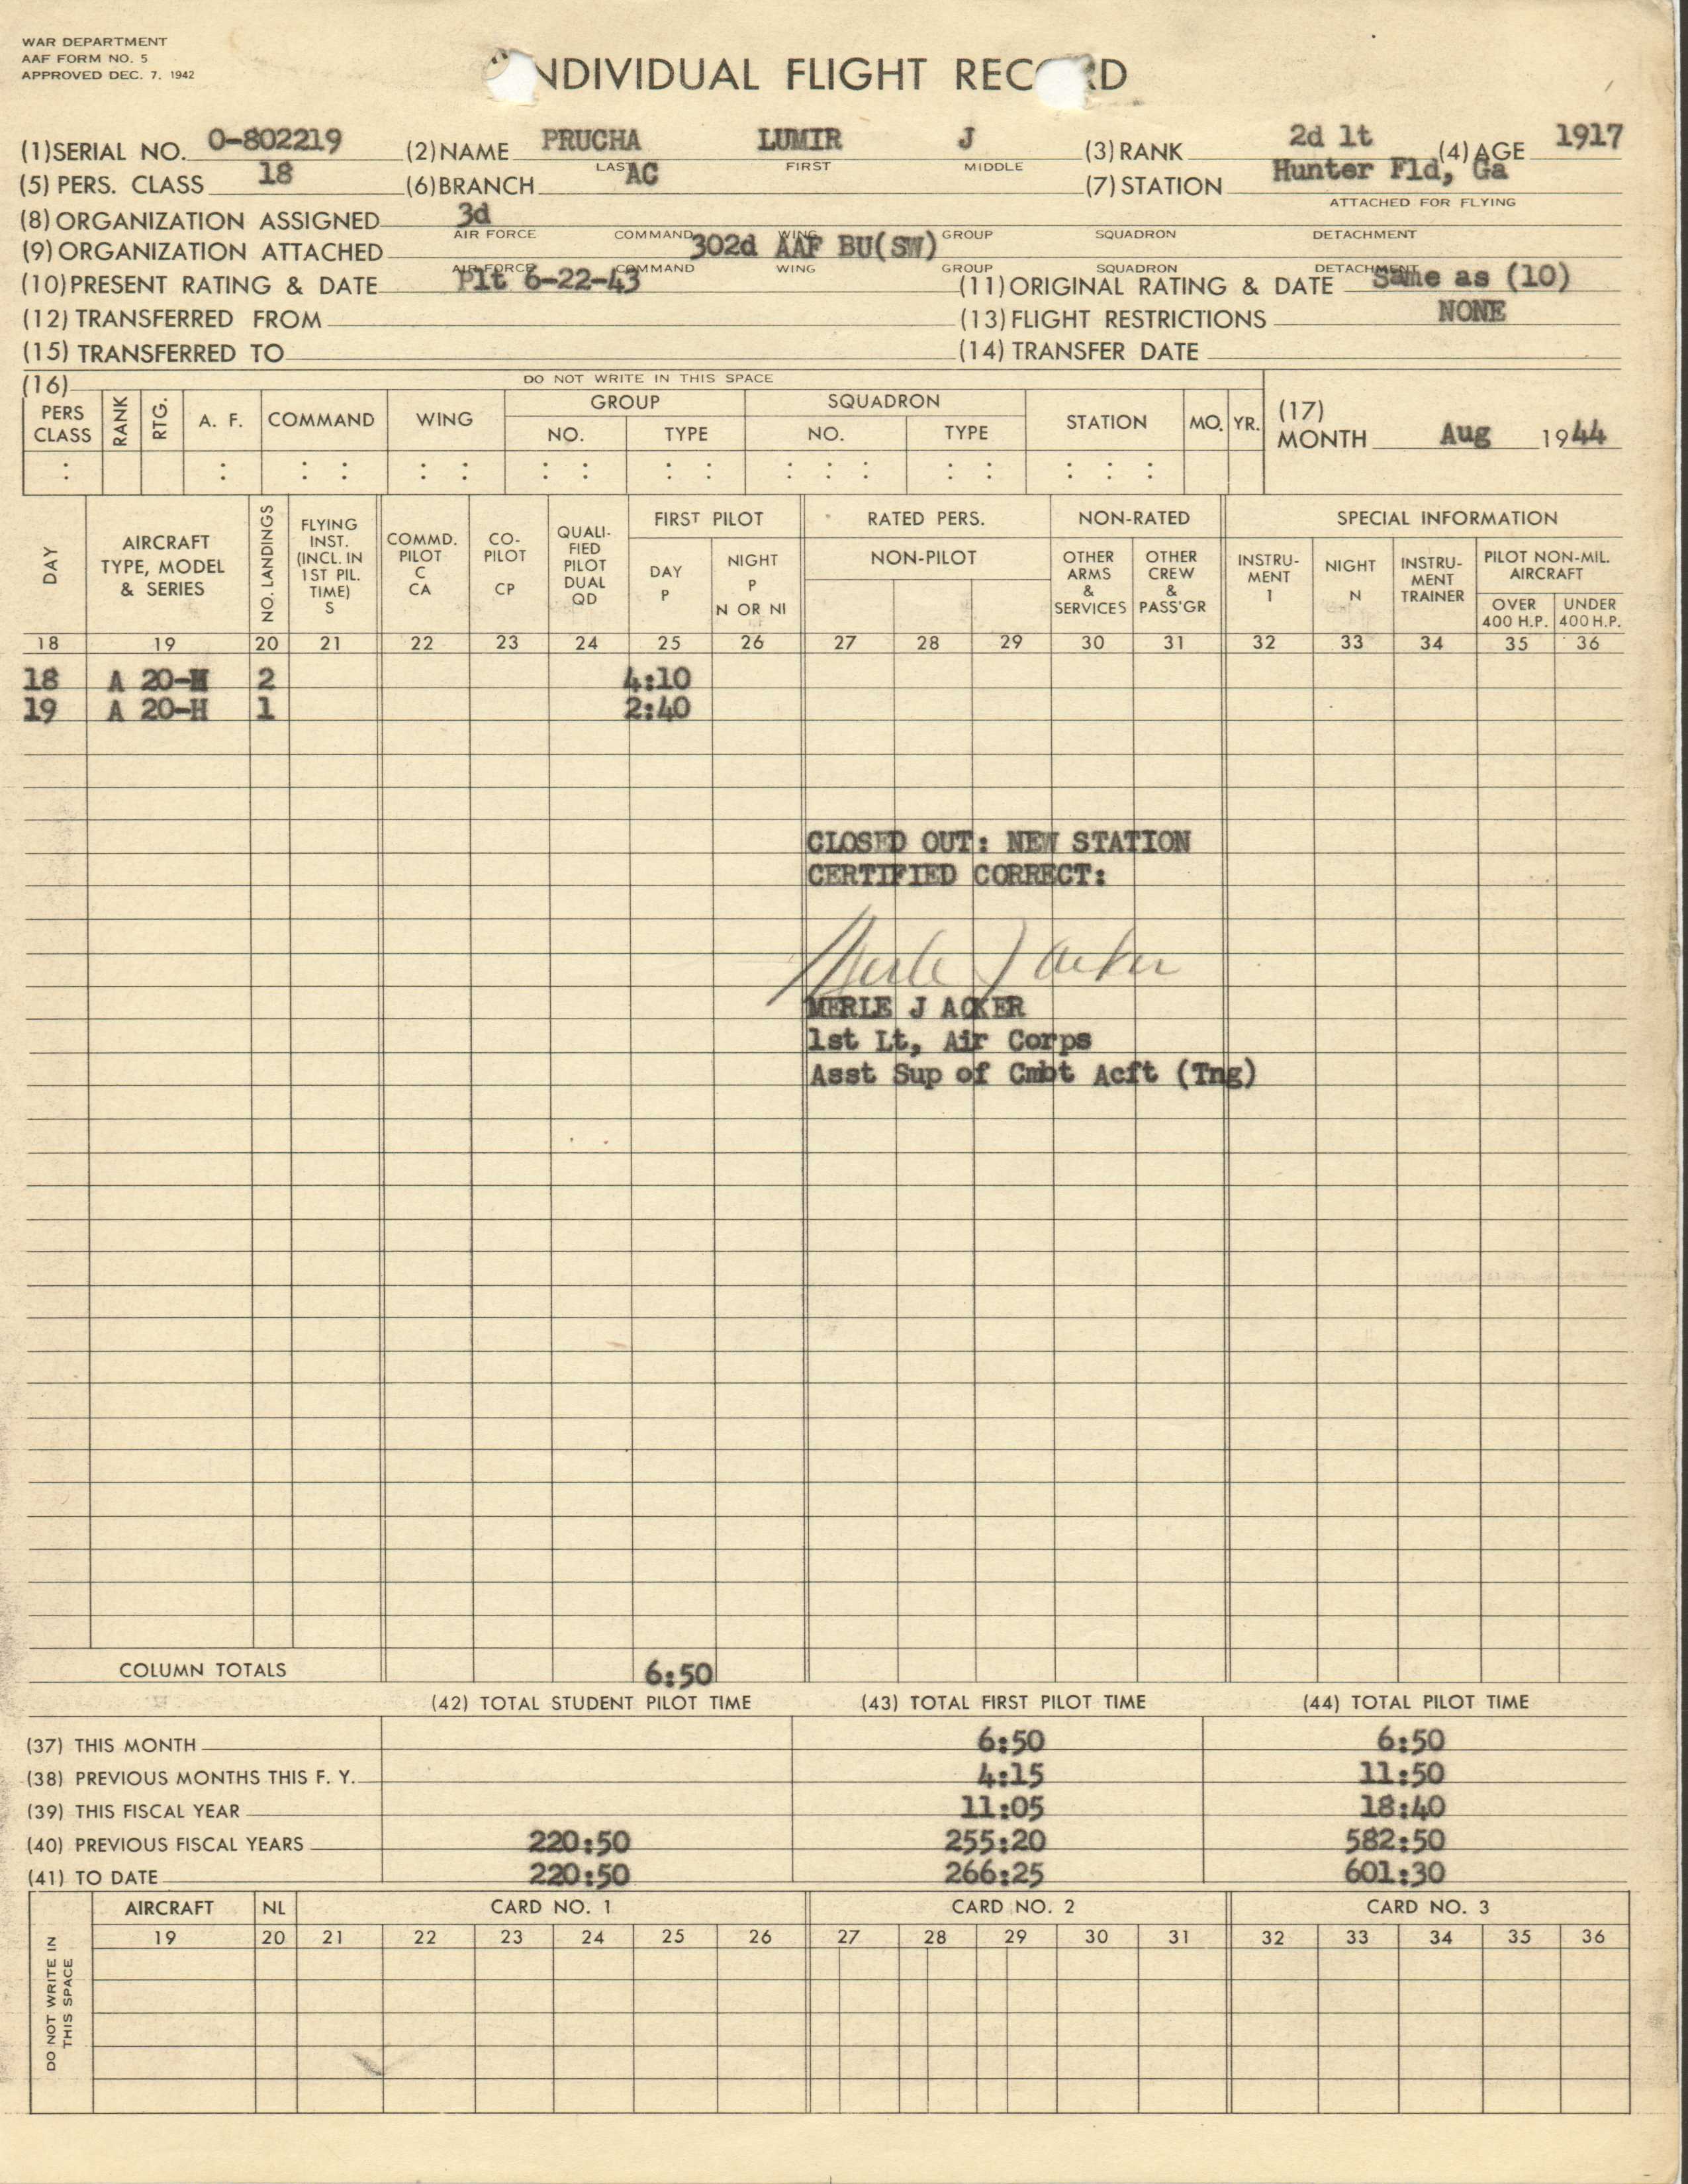 WAR DEPARTMENT
AAF FORM NO. 5
APPROVED DEC. 7, 1942
NDIVIDUAL FLIGHT REC RD
(1) SERIAL NO. O-802219 (2) NAME PRUCHA LUMIR J (3) RANK 2d lt (4) AGE 1917
LAST FIRST MIDDLE
(5) PERS. CLASS 18 (6) BRANCH AC (7) STATION Hunter Fld, Ga
ATTACHED FOR FLYING
(8) ORGANIZATION ASSIGNED 3d
AIR FORCE COMMAND WING GROUP SQUADRON DETACHMENT
(9) ORGANIZATION ATTACHED 302d AAF BU(SW)
AIR FORCE COMMAND WING GROUP SQUADRON DETACHMENT
(10) PRESENT RATING & DATE Plt 6-22-43 (11) ORIGINAL RATING & DATE Same as (10)
(12) TRANSFERRED FROM (13) FLIGHT RESTRICTIONS NONE
(15) TRANSFERRED TO (14) TRANSFER DATE
(16) DO NOT WRITE IN THIS SPACE
PERS CLASS RANK RTG. A. F. COMMAND WING GROUP NO. TYPE SQUADRON NO. TYPE STATION MO. YR. (17) MONTH Aug 1944
DAY AIRCRAFT TYPE, MODEL & SERIES NO. LANDINGS FLYING INST. (INCL. IN 1ST PIL. TIME) S COMMD. PILOT C CA CO-PILOT CP QUALI-FIED PILOT DUAL QD FIRST PILOT DAY P NIGHT P N OR NI RATED PERS. NON-PILOT NON-RATED OTHER ARMS & SERVICES OTHER CREW & PASS'GR SPECIAL INFORMATION INSTRU-MENT I NIGHT N INSTRU-MENT TRAINER PILOT NON-MIL. AIRCRAFT OVER 400 H.P. UNDER 400 H.P.
18 19 20 21 22 23 24 25 26 27 28 29 30 31 32 33 34 35 36
18 A 20-H 2 4:10
19 A 20-H 1 2:40
CLOSED OUT: NEW STATION
CERTIFIED CORRECT:
Merle J Acker
MERLE J ACKER
1st Lt, Air Corps
Asst Sup of Cmbt Acft (Tng)
COLUMN TOTALS 6:50
(42) TOTAL STUDENT PILOT TIME (43) TOTAL FIRST PILOT TIME (44) TOTAL PILOT TIME
(37) THIS MONTH 6:50 6:50
(38) PREVIOUS MONTHS THIS F. Y. 4:15 11:50
(39) THIS FISCAL YEAR 11:05 18:40
(40) PREVIOUS FISCAL YEARS 220:50 255:20 582:50
(41) TO DATE 220:50 266:25 601:30
DO NOT WRITE IN THIS SPACE
AIRCRAFT NL CARD NO. 1 CARD NO. 2 CARD NO. 3
19 20 21 22 23 24 25 26 27 28 29 30 31 32 33 34 35 36